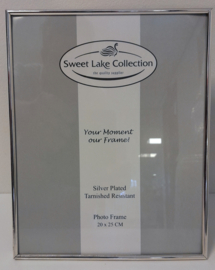 Sweet Lake Collection
Your Moment
our Frame!
Silver Plated
Tarnished Resistant
Photo Frame
20 x 25 CM